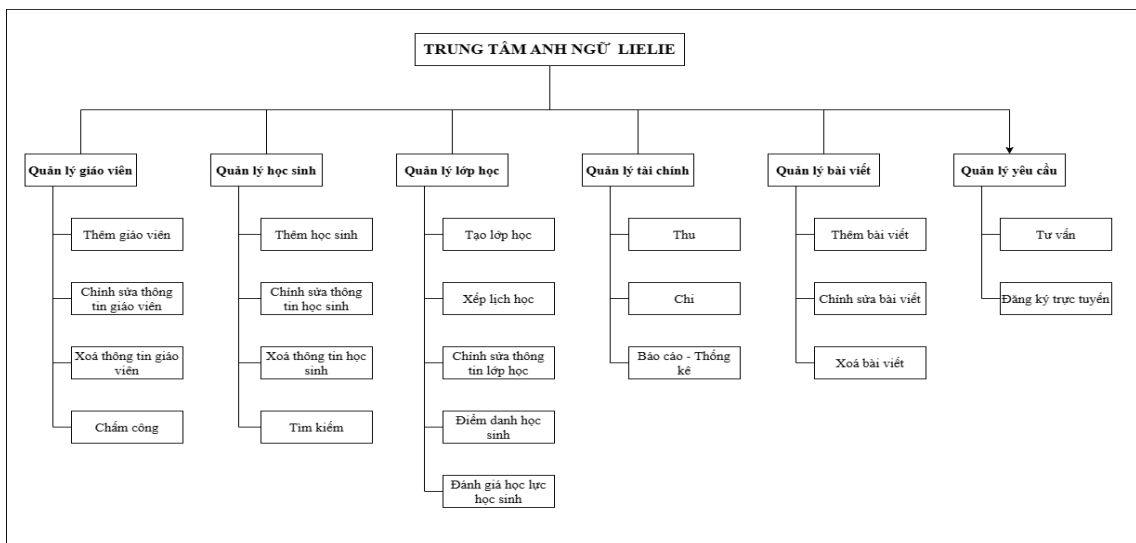 TRUNG TÂM ANH NGỮ LIELIE
Quản lý giáo viên
Thêm giáo viên
Chỉnh sửa thông
tin giáo viên
Xoá thông tin giáo
viên
Chấm công
Quản lý học sinh
Thêm học sinh
Chỉnh sửa thông
tin học sinh
Xoá thông tin học
sinh
Tìm kiếm
Quản lý lớp học
Tạo lớp học
Xếp lịch học
Chỉnh sửa thông
tin lớp học
Điểm danh học
sinh
Đánh giá học lực
học sinh
Quản lý tài chính
Thu
Chi
Báo cáo - Thống
kê
Quản lý bài viết
Thêm bài viết
Chỉnh sửa bài viết
Xoá bài viết
Quản lý yêu cầu
Tư vấn
Đăng ký trực tuyến